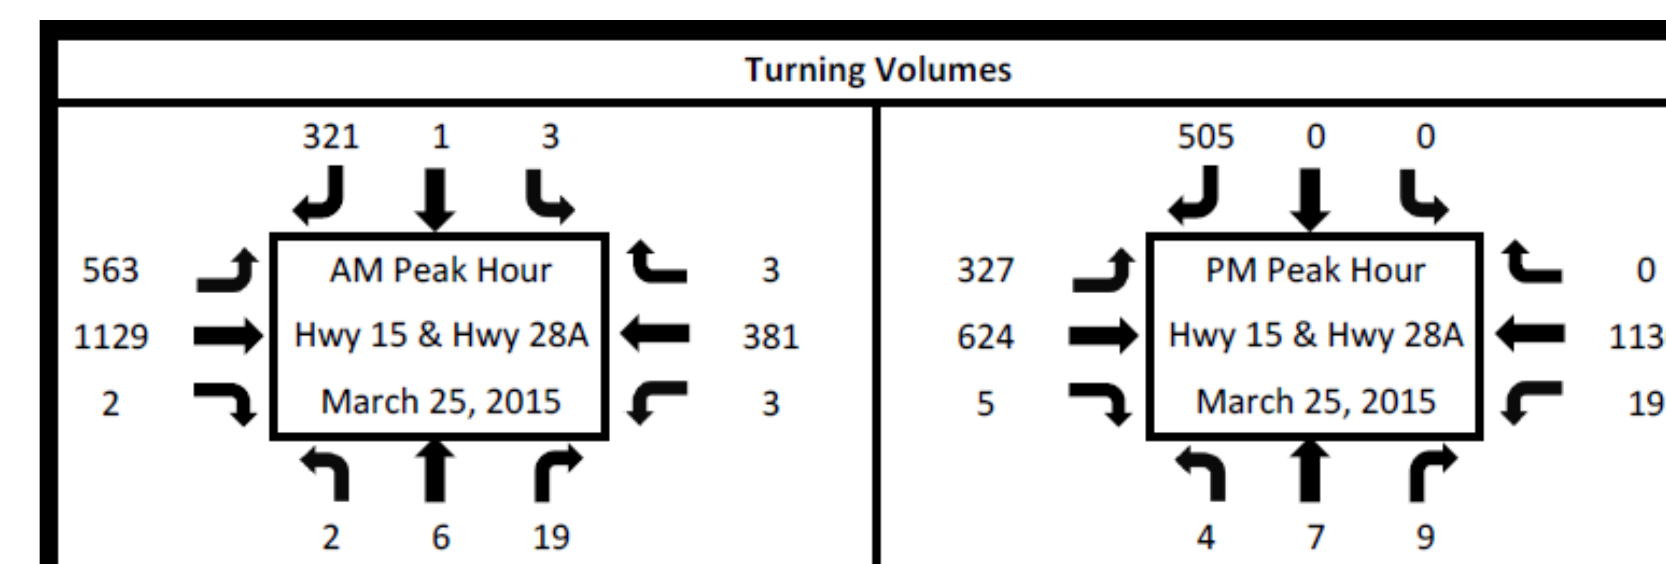 Turning Volumes
321 1 3
563 AM Peak Hour 3
1129 Hwy 15 & Hwy 28A 381
2 March 25, 2015 3
2 6 19
505 0 0
327 PM Peak Hour 0
624 Hwy 15 & Hwy 28A 113
5 March 25, 2015 19
4 7 9